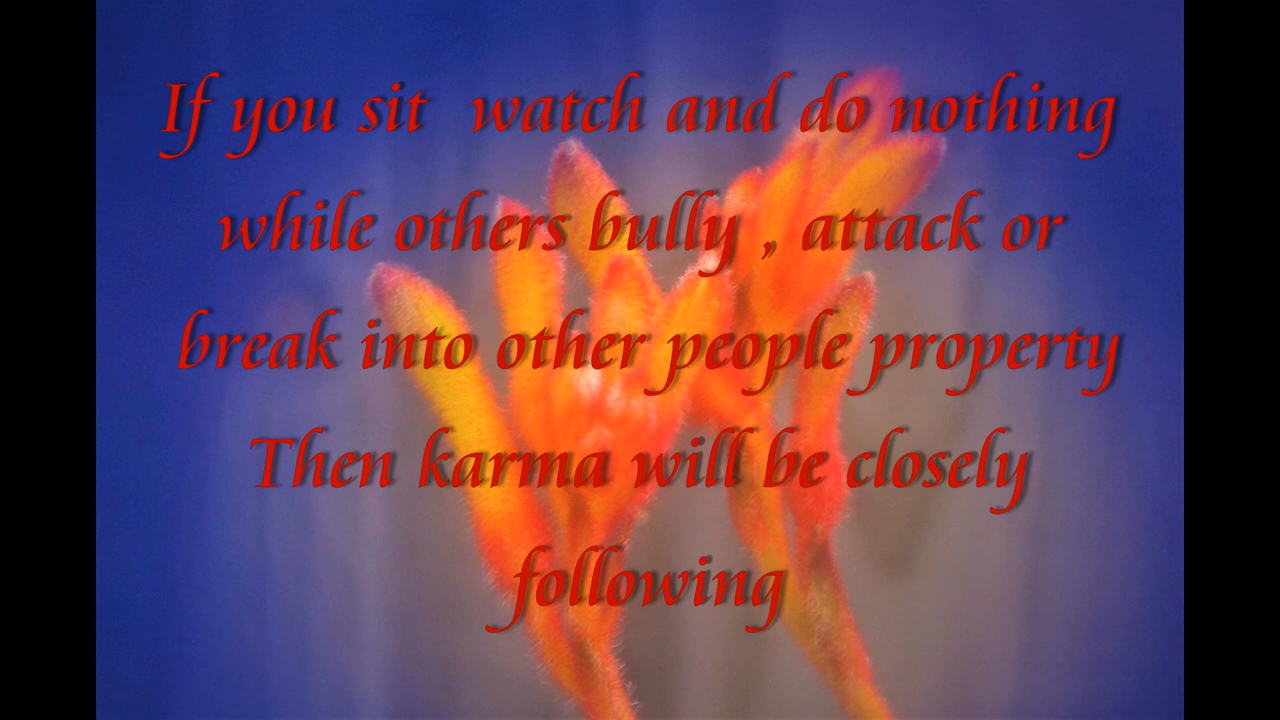 If you sit watch and do nothing
while others bully , attack or
break into other people property
Then karma will be closely
following